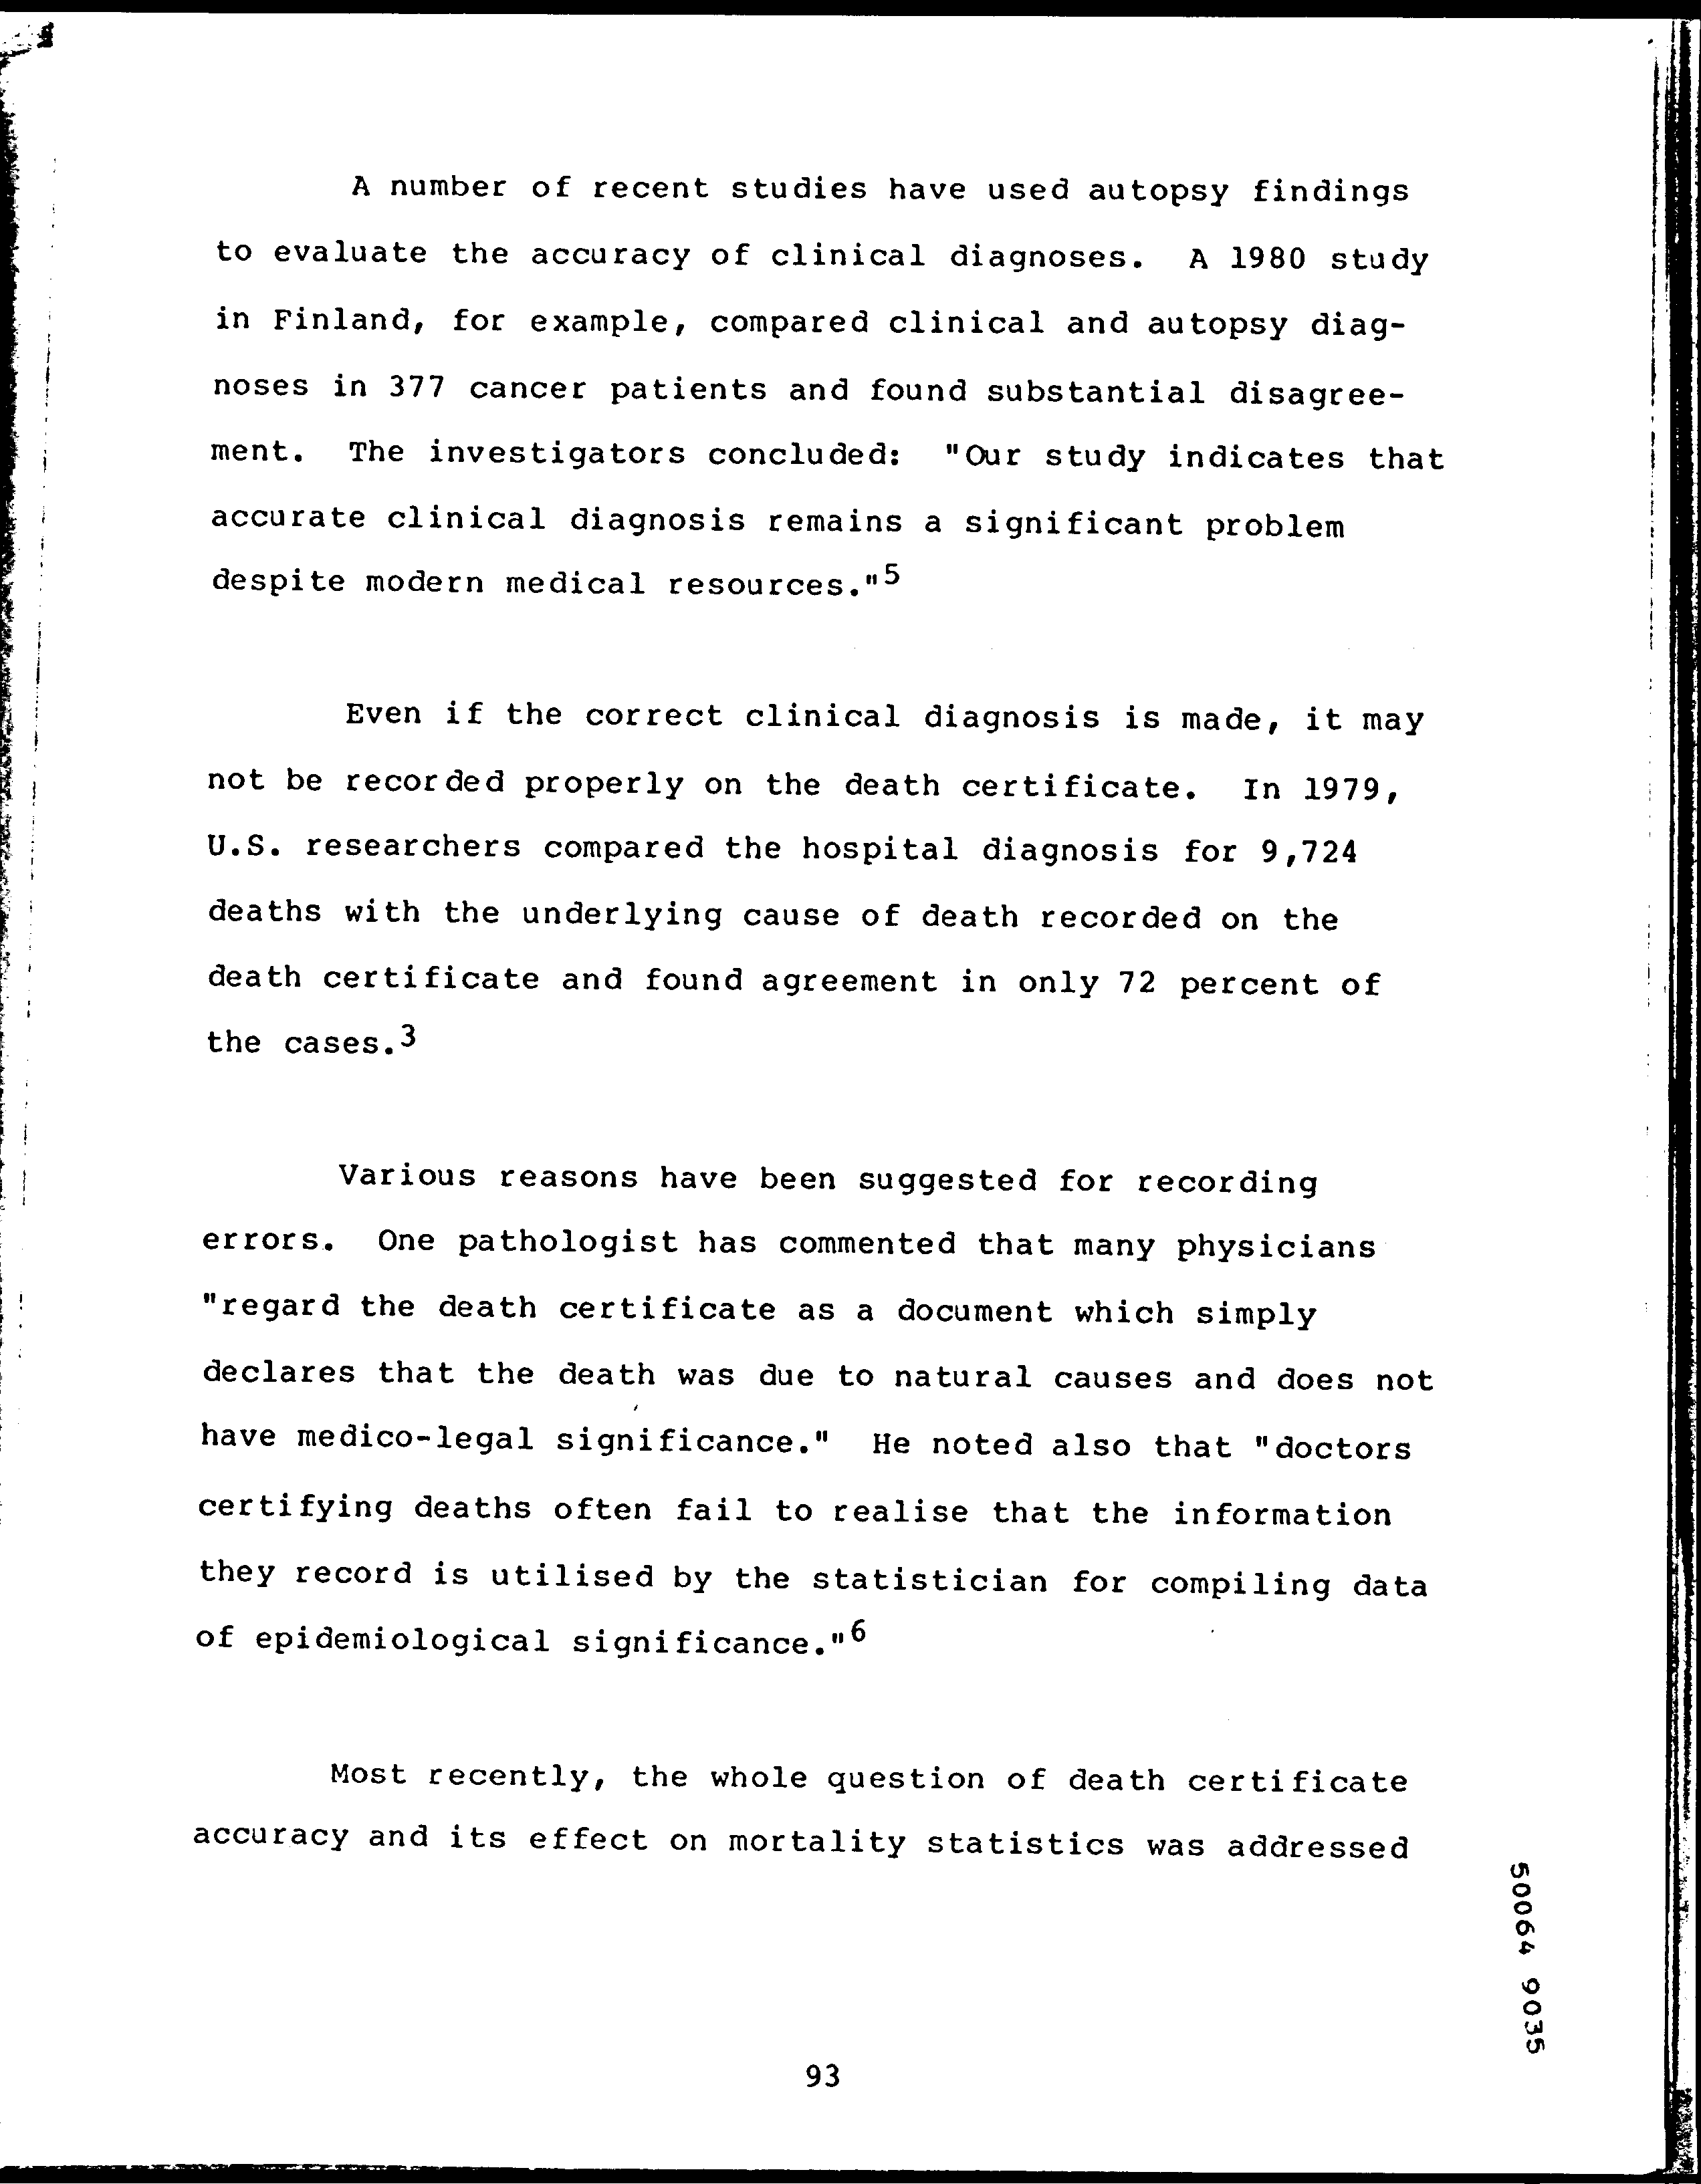 A number of recent studies have used autopsy findings
to evaluate the accuracy of clinical diagnoses. A 1980 study
in Finland, for example, compared clinical and autopsy diag-
noses in 377 cancer patients and found substantial disagree-
ment. The investigators concluded: "Our study indicates that
accurate clinical diagnosis remains a significant problem
despite modern medical resources."5
Even if the correct clinical diagnosis is made, it may
not be recorded properly on the death certificate. In 1979,
U.S. researchers compared the hospital diagnosis for 9,724
deaths with the underlying cause of death recorded on the
death certificate and found agreement in only 72 percent of
the cases.3
Various reasons have been suggested for recording
errors. One pathologist has commented that many physicians
"regard the death certificate as a document which simply
declares that the death was due to natural causes and does not
have medico-legal significance." He noted also that "doctors
certifying deaths often fail to realise that the information
they record is utilised by the statistician for compiling data
of epidemiological significance."6
Most recently, the whole question of death certificate
accuracy and its effect on mortality statistics was addressed
50064 9035
93